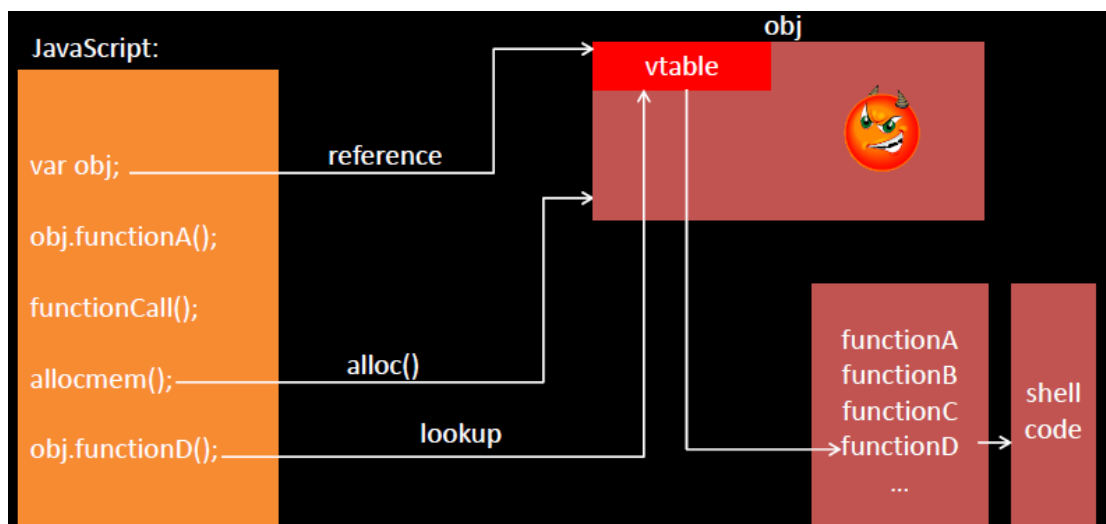 JavaScript:
var obj;
obj.functionA();
functionCall();
allocmem();
obj.functionD();
reference
alloc()
lookup
obj
vtable
functionA
functionB
functionC
functionD
...
shell
code